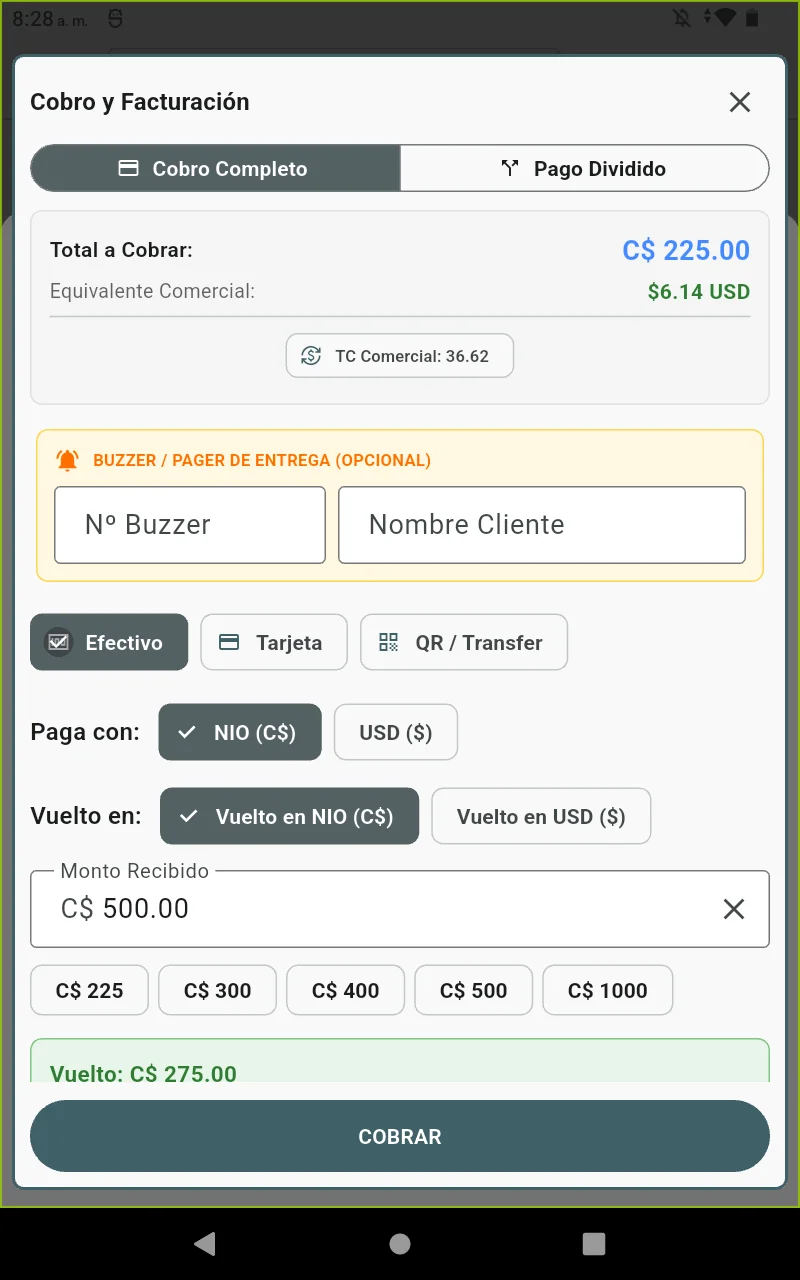 8:28 a. m.
Cobro y Facturación
Cobro Completo
Pago Dividido
Total a Cobrar:
C$ 225.00
Equivalente Comercial:
$6.14 USD
TC Comercial: 36.62
BUZZER / PAGER DE ENTREGA (OPCIONAL)
Nº Buzzer
Nombre Cliente
Efectivo
Tarjeta
QR / Transfer
Paga con:
NIO (C$)
USD ($)
Vuelto en:
Vuelto en NIO (C$)
Vuelto en USD ($)
Monto Recibido
C$ 500.00
C$ 225
C$ 300
C$ 400
C$ 500
C$ 1000
Vuelto: C$ 275.00
COBRAR